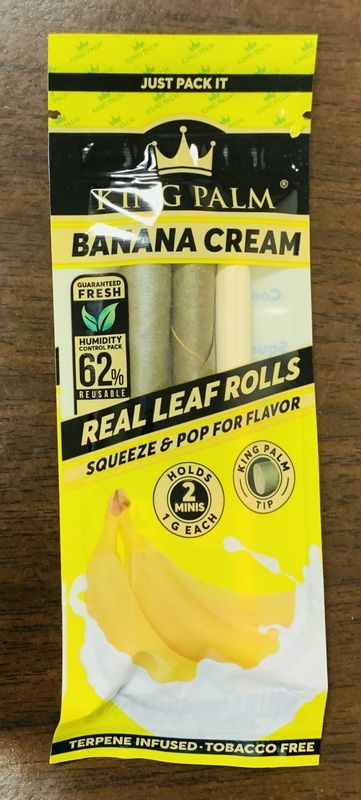 JUST PACK IT
KING PALM®
BANANA CREAM
GUARANTEED
FRESH
HUMIDITY
CONTROL PACK
62%
REUSABLE
REAL LEAF ROLLS
SQUEEZE & POP FOR FLAVOR
HOLDS
2
MINIS
1 G EACH
KING PALM
TIP
TERPENE INFUSED · TOBACCO FREE